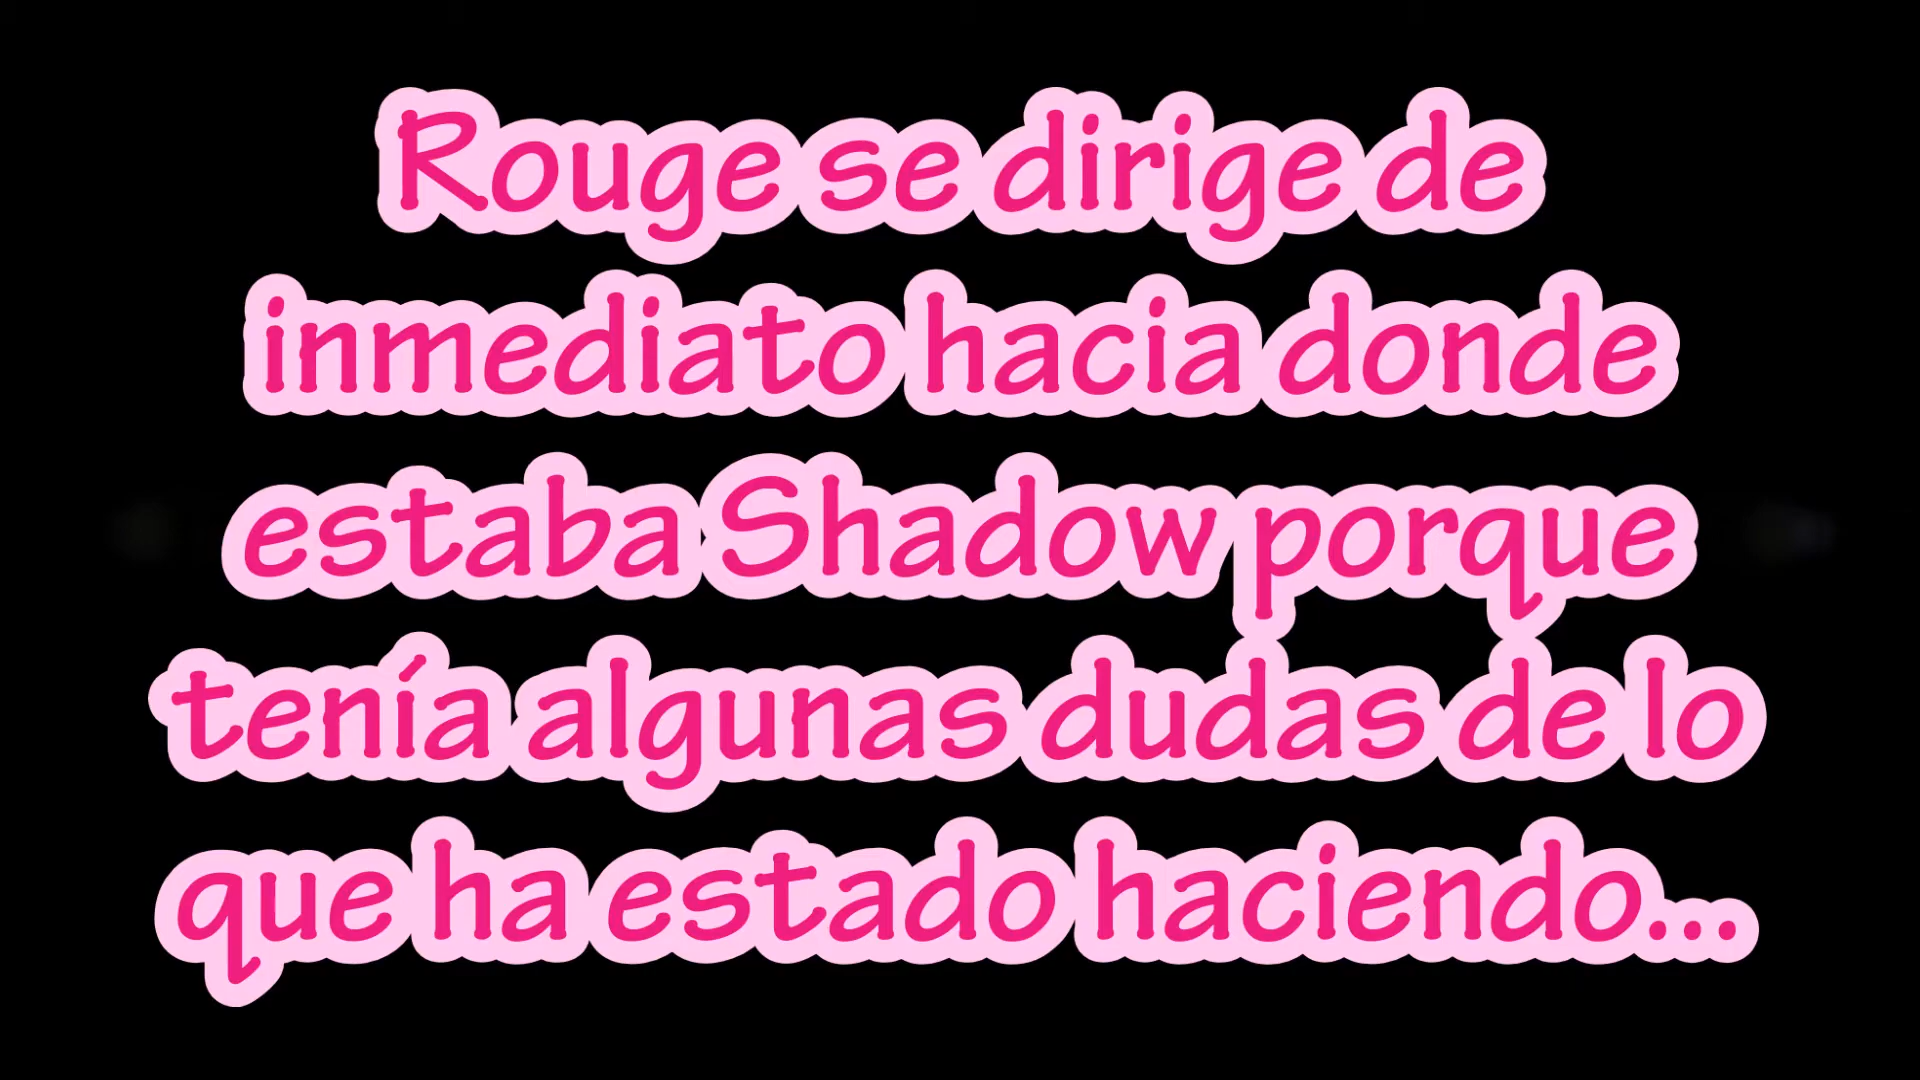 Rouge se dirige de
inmediato hacia donde
estaba Shadow porque
tenía algunas dudas de lo
que ha estado haciendo...